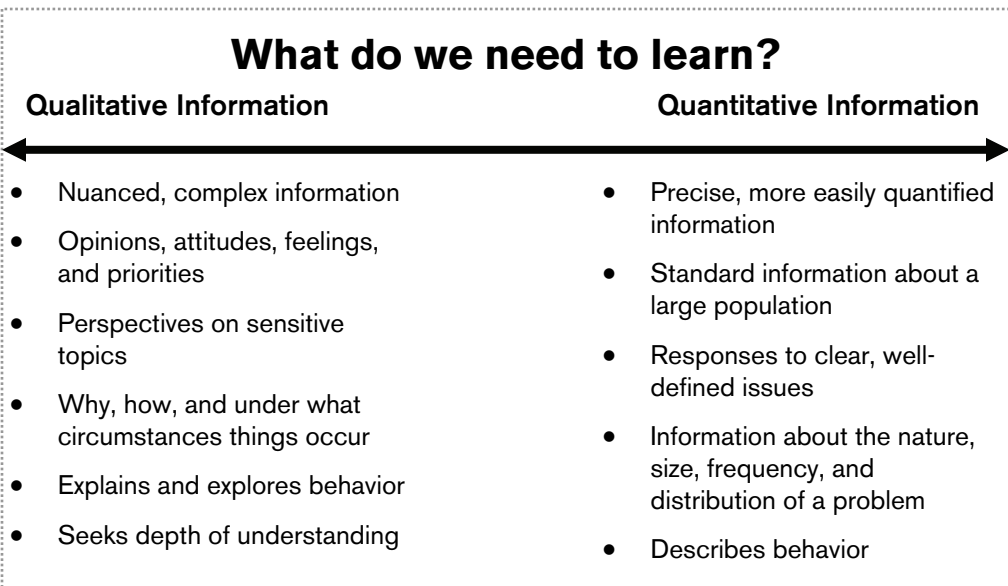 What do we need to learn?
Qualitative Information
Quantitative Information
• Nuanced, complex information
• Opinions, attitudes, feelings,
and priorities
• Perspectives on sensitive
topics
• Why, how, and under what
circumstances things occur
• Explains and explores behavior
• Seeks depth of understanding
• Precise, more easily quantified
information
• Standard information about a
large population
• Responses to clear, well-
defined issues
• Information about the nature,
size, frequency, and
distribution of a problem
• Describes behavior